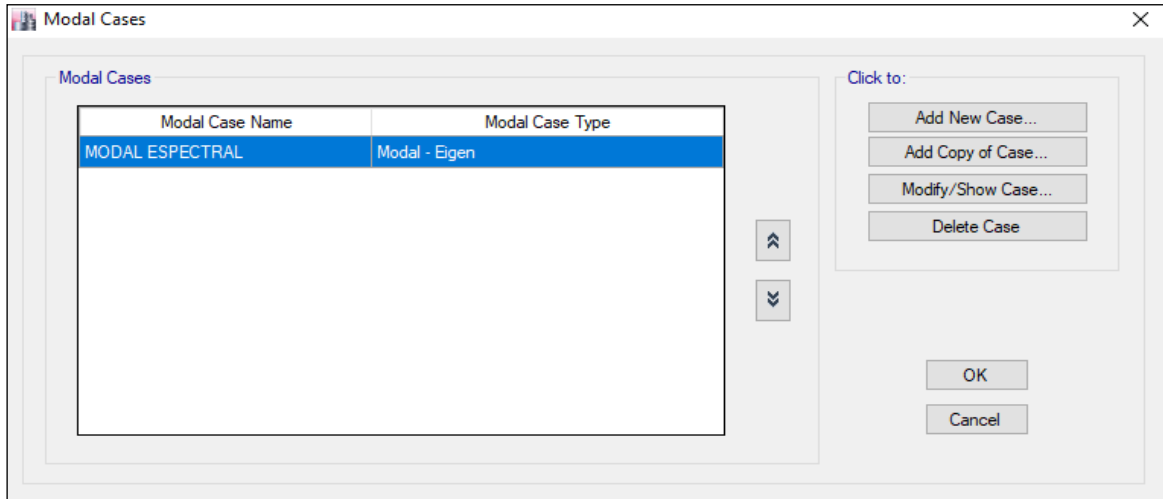 Modal Cases
Modal Cases
Modal Case Name Modal Case Type
MODAL ESPECTRAL Modal - Eigen
Click to:
Add New Case...
Add Copy of Case...
Modify/Show Case...
Delete Case
OK
Cancel